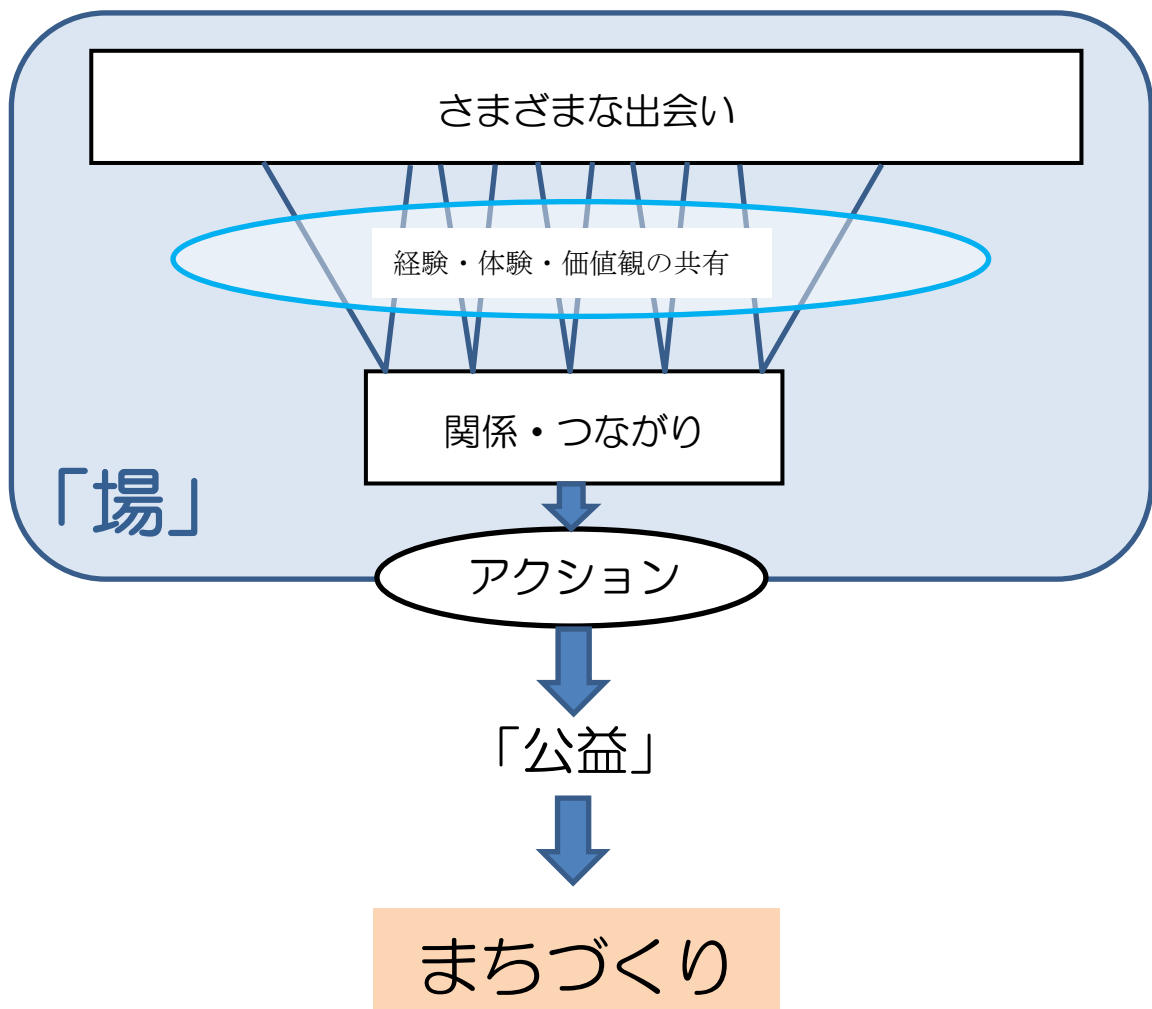 さまざまな出会い
経験・体験・価値観の共有
関係・つながり
「場」
アクション
「公益」
まちづくり